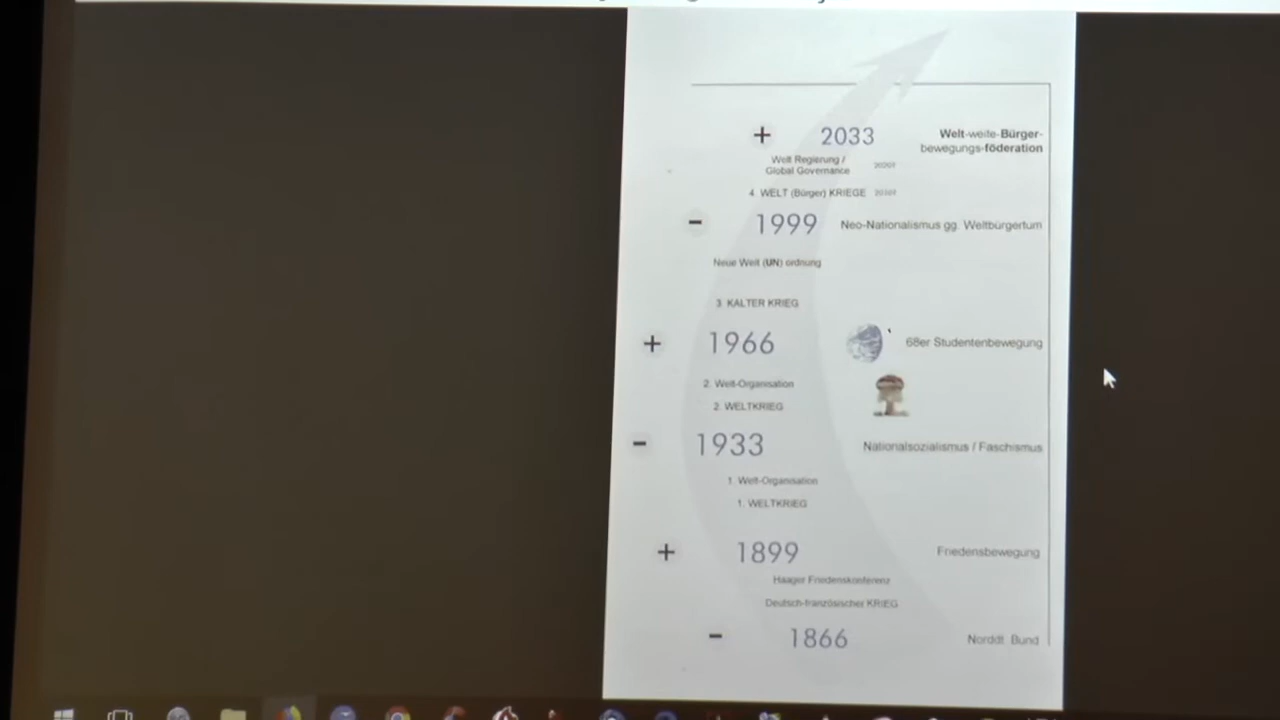 + 2033 Welt-weite-Bürger-
bewegungs-föderation
Welt Regierung /
Global Governance
4. WELT (Bürger) KRIEGE
- 1999 Neo-Nationalismus gg. Weltbürgertum
Neue Welt (UN) ordnung
3. KALTER KRIEG
+ 1966 68er Studentenbewegung
2. Welt-Organisation
2. WELTKRIEG
- 1933 Nationalsozialismus / Faschismus
1. Welt-Organisation
1. WELTKRIEG
+ 1899 Friedensbewegung
Haager Friedenskonferenz
Deutsch-französischer KRIEG
- 1866 Norddt. Bund